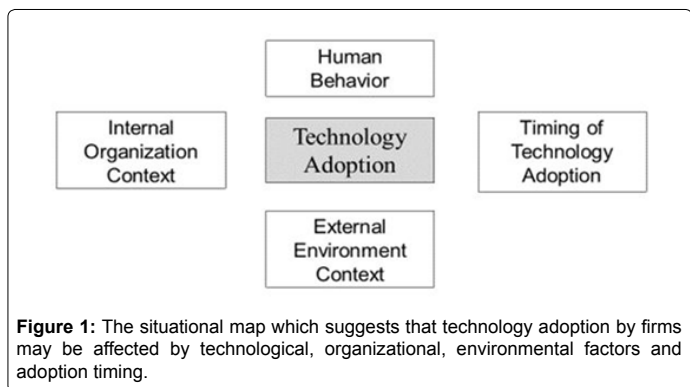 Human
Behavior
Internal
Organization
Context
Technology
Adoption
Timing of
Technology
Adoption
External
Environment
Context
Figure 1: The situational map which suggests that technology adoption by firms
may be affected by technological, organizational, environmental factors and
adoption timing.